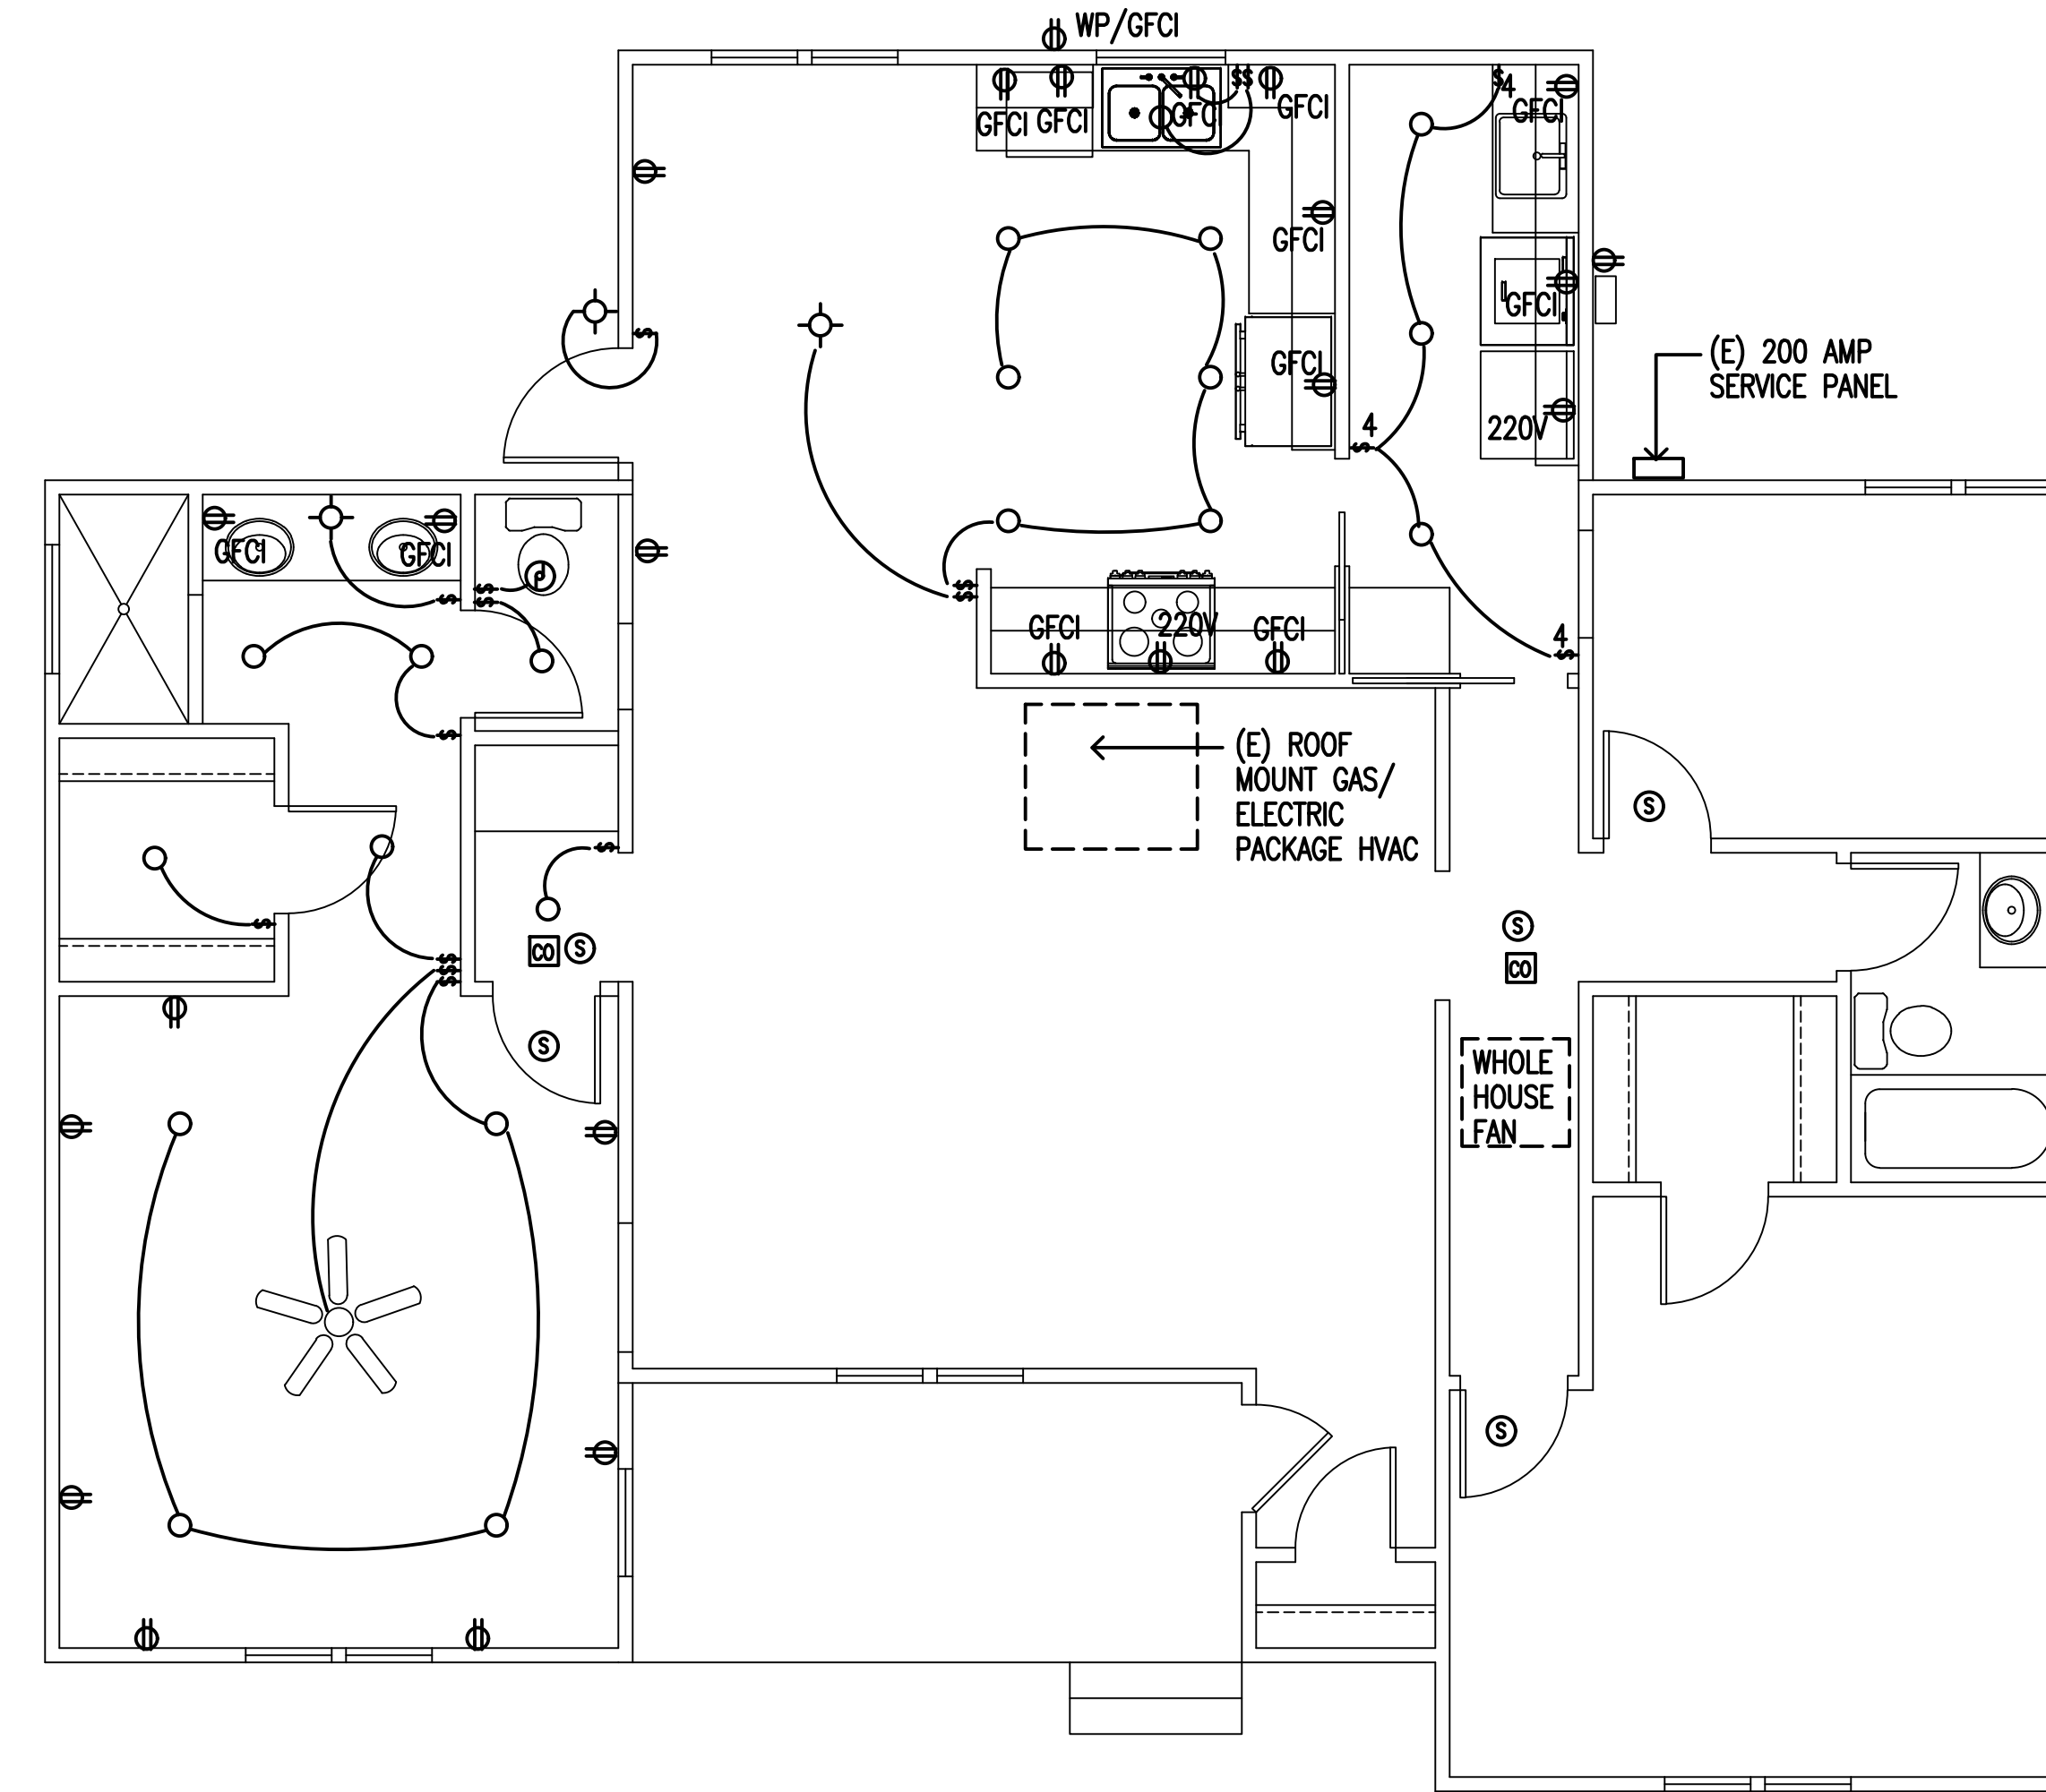 WP/GFCI
$$
$
4
GFCI
GFCI
GFCI
GFCI
GFCI
GFCI
GFCI
$
(E) 200 AMP
SERVICE PANEL
GFCI
220V
4
$
GFCI
GFCI
$
$
$
$
$
GFCI
220V
GFCI
4
$
$
(E) ROOF
MOUNT GAS/
ELECTRIC
PACKAGE HVAC
S
$
$
S
CO
S
CO
$
$
$
S
WHOLE
HOUSE
FAN
S